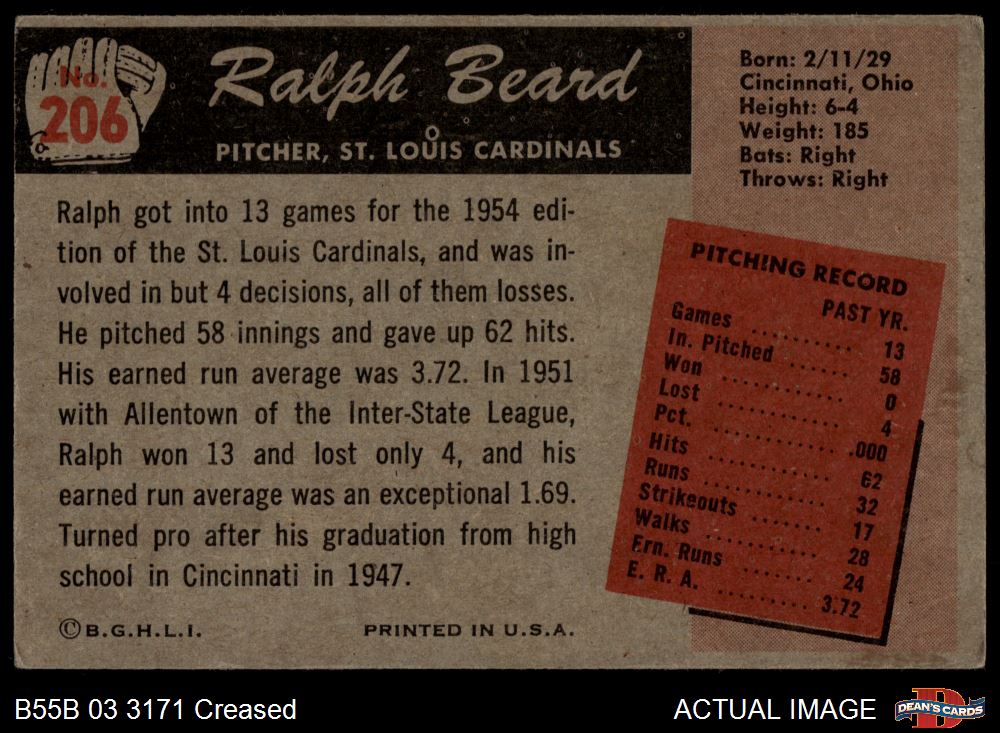 No.
206
Ralph Beard
PITCHER, ST. LOUIS CARDINALS
Born: 2/11/29
Cincinnati, Ohio
Height: 6-4
Weight: 185
Bats: Right
Throws: Right
Ralph got into 13 games for the 1954 edi-
tion of the St. Louis Cardinals, and was in-
volved in but 4 decisions, all of them losses.
He pitched 58 innings and gave up 62 hits.
His earned run average was 3.72. In 1951
with Allentown of the Inter-State League,
Ralph won 13 and lost only 4, and his
earned run average was an exceptional 1.69.
Turned pro after his graduation from high
school in Cincinnati in 1947.
PITCHING RECORD
PAST YR.
Games ......... 13
In. Pitched ...... 58
Won .......... 0
Lost .......... 4
Pct. .......... .000
Hits .......... 62
Runs .......... 32
Strikeouts ....... 17
Walks .......... 28
Ern. Runs ....... 24
E. R. A. ......... 3.72
©B.G.H.L.I. PRINTED IN U.S.A.
B55B 03 3171 Creased ACTUAL IMAGE DEAN'S CARDS